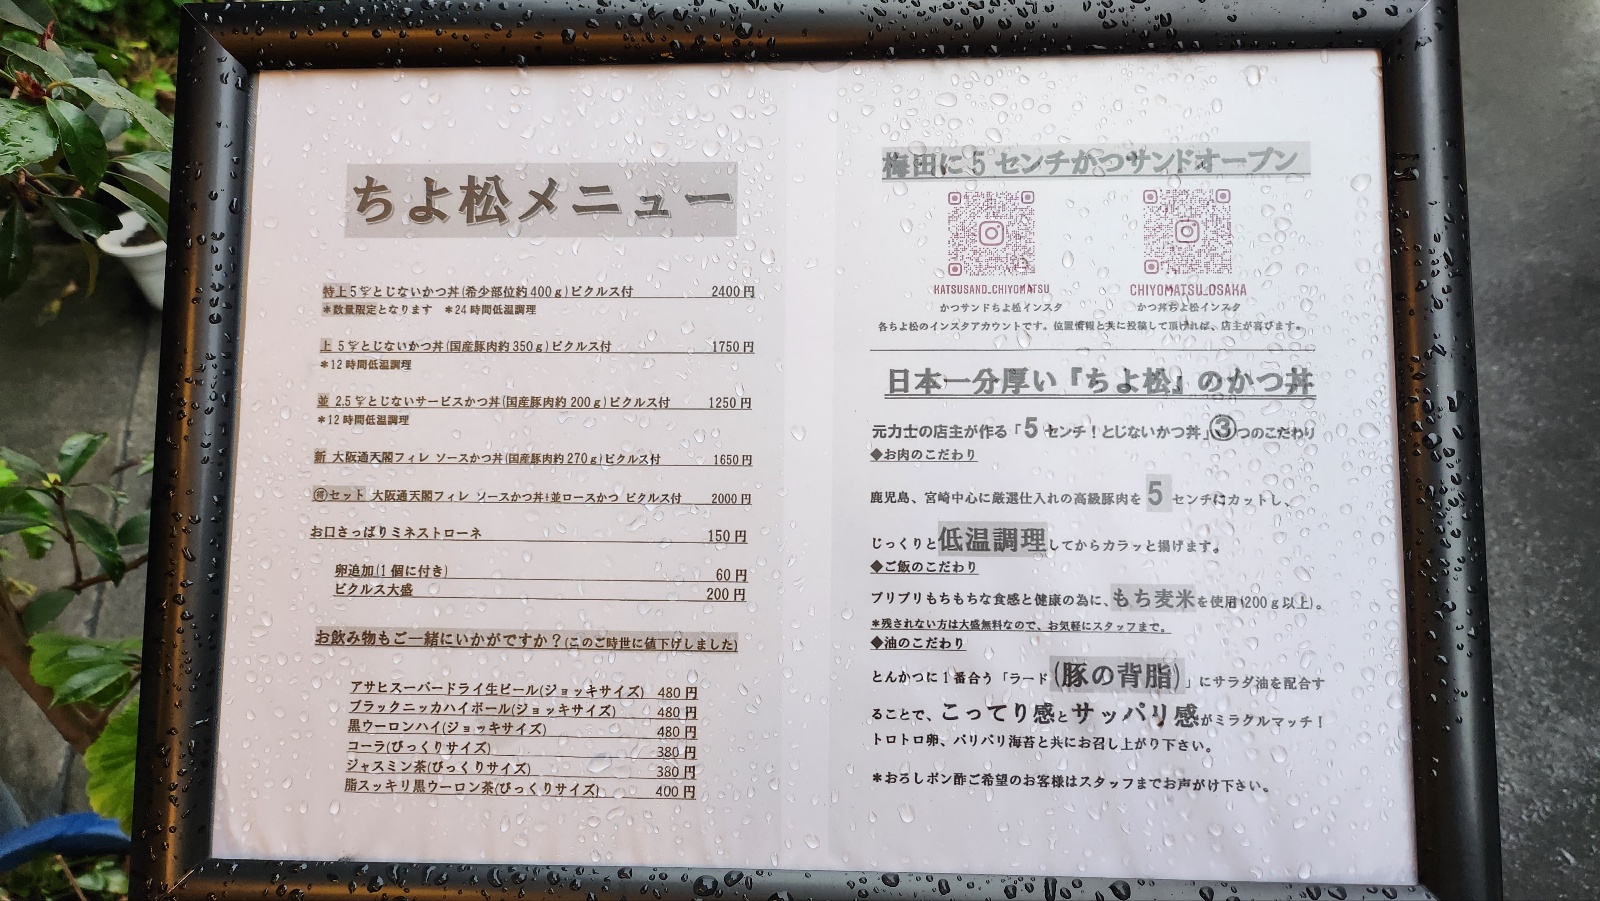 ちよ松メニュー
特上5㌢とじないかつ丼(希少部位約400g)ピクルス付 2400円
*数量限定となります *24時間低温調理
上 5㌢とじないかつ丼(国産豚肉約350g)ピクルス付 1750円
*12時間低温調理
並 2.5㌢とじないサービスかつ丼(国産豚肉約200g)ピクルス付 1250円
*12時間低温調理
新 大阪通天閣フィレ ソースかつ丼(国産豚肉約270g)ピクルス付 1650円
セット 大阪通天閣フィレ ソースかつ丼+並ロースかつ ピクルス付 2000円
お口さっぱりミネストローネ 150円
卵追加(1個に付き) 60円
ピクルス大盛 200円
お飲み物もご一緒にいかがですか?(このご時世に値下げしました)
アサヒスーパードライ生ビール(ジョッキサイズ) 480円
ブラックニッカハイボール(ジョッキサイズ) 480円
黒ウーロンハイ(ジョッキサイズ) 480円
コーラ(びっくりサイズ) 380円
ジャスミン茶(びっくりサイズ) 380円
脂スッキリ黒ウーロン茶(びっくりサイズ) 400円
梅田に5センチかつサンドオープン
KATSUSAND_CHIYOMATSU CHIYOMATSU_OSAKA
かつサンドちよ松インスタ かつ丼ちよ松インスタ
各ちよ松のインスタアカウントです。位置情報と共に投稿して頂ければ、店主が喜びます。
日本一分厚い『ちよ松』のかつ丼
元力士の店主が作る「5センチ!とじないかつ丼」③つのこだわり
◆お肉のこだわり
鹿児島、宮崎中心に厳選仕入れの高級豚肉を5センチにカットし、
じっくりと低温調理してからカラッと揚げます。
◆ご飯のこだわり
プリプリもちもちな食感と健康の為に、もち麦米を使用(200g以上)。
*残されない方は大盛無料なので、お気軽にスタッフまで。
◆油のこだわり
とんかつに1番合う「ラード(豚の背脂)」にサラダ油を配合す
ることで、こってり感とサッパリ感がミラクルマッチ!
トロトロ卵、パリパリ海苔と共にお召し上がり下さい。
*おろしポン酢ご希望のお客様はスタッフまでお声がけ下さい。